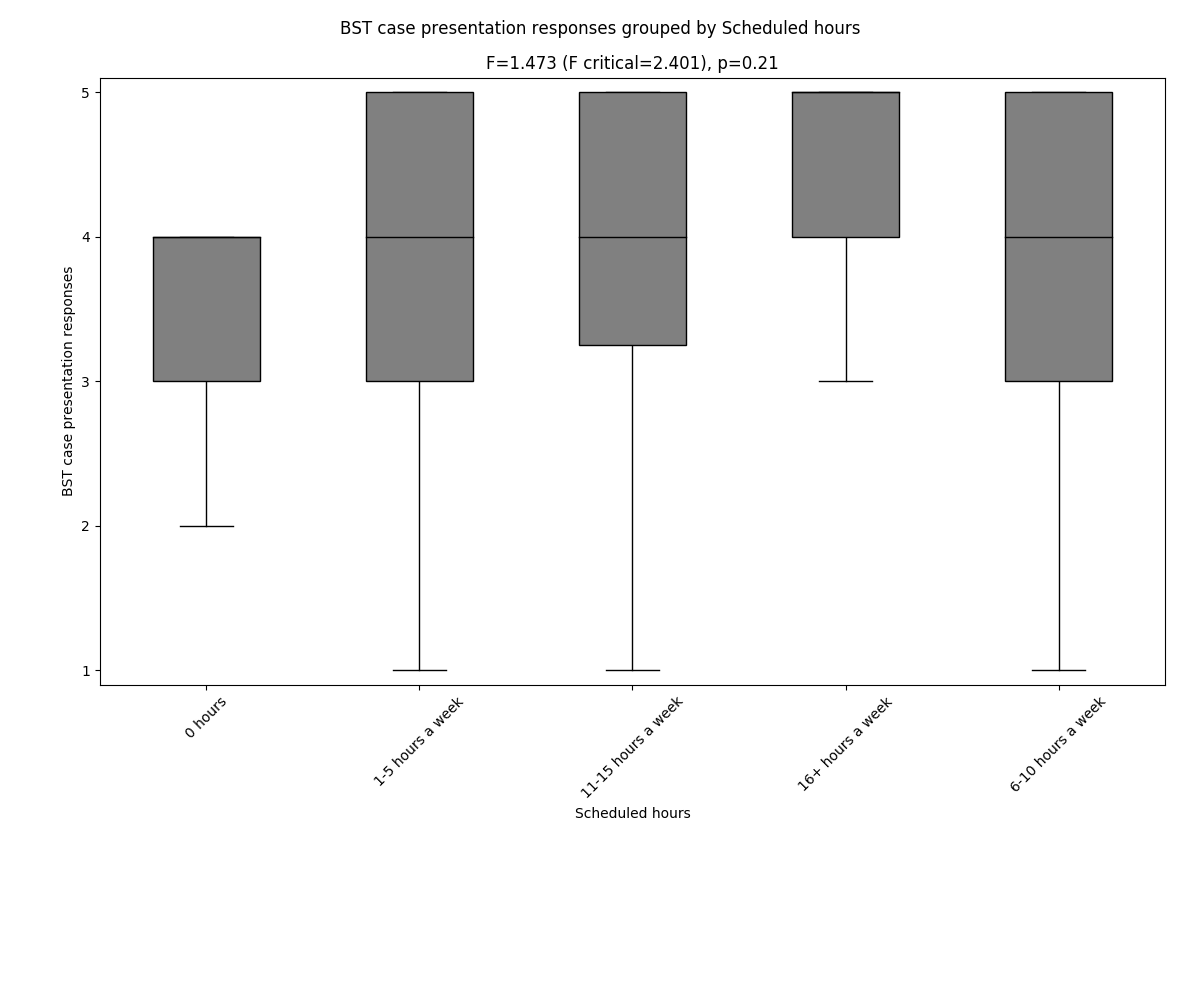 BST case presentation responses grouped by Scheduled hours
F=1.473 (F critical=2.401), p=0.21
BST case presentation responses
5
4
3
2
1
0 hours
1-5 hours a week
11-15 hours a week
16+ hours a week
6-10 hours a week
Scheduled hours